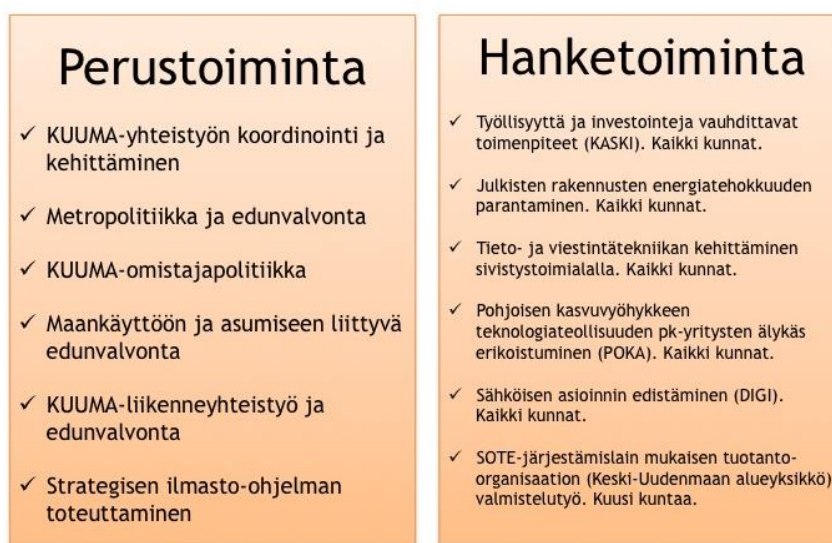 Perustoiminta
✓ KUUMA-yhteistyön koordinointi ja
kehittäminen
✓ Metropolitiikka ja edunvalvonta
✓ KUUMA-omistajapolitiikka
✓ Maankäyttöön ja asumiseen liittyvä
edunvalvonta
✓ KUUMA-liikenneyhteistyö ja
edunvalvonta
✓ Strategisen ilmasto-ohjelman
toteuttaminen
Hanketoiminta
✓ Työllisyyttä ja investointeja vauhdittavat
toimenpiteet (KASKI). Kaikki kunnat.
✓ Julkisten rakennusten energiatehokkuuden
parantaminen. Kaikki kunnat.
✓ Tieto- ja viestintätekniikan kehittäminen
sivistystoimialalla. Kaikki kunnat.
✓ Pohjoisen kasvuvyöhykkeen
teknologiateollisuuden pk-yritysten älykäs
erikoistuminen (POKA). Kaikki kunnat.
✓ Sähköisen asioinnin edistäminen (DIGI).
Kaikki kunnat.
✓ SOTE-järjestämislain mukaisen tuotanto-
organisaation (Keski-Uudenmaan alueyksikkö)
valmistelutyö. Kuusi kuntaa.